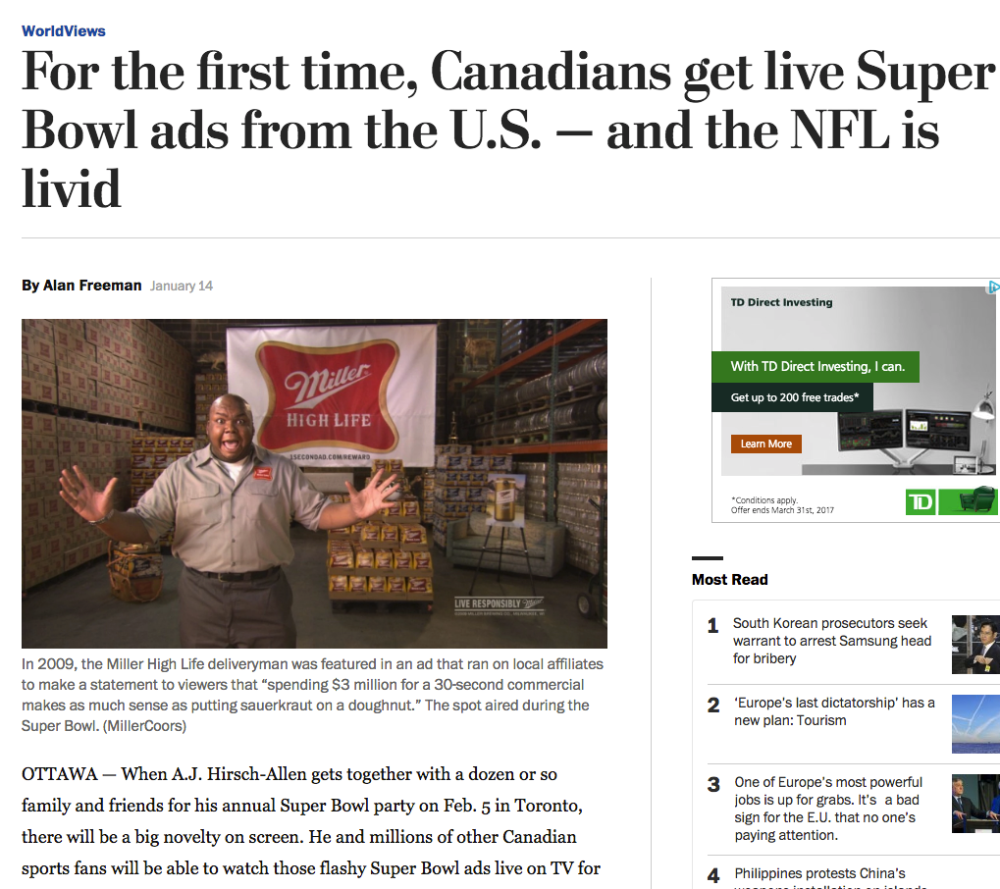 WorldViews
For the first time, Canadians get live Super
Bowl ads from the U.S. — and the NFL is
livid
By Alan Freeman January 14
Miller
HIGH LIFE
1SECONDAD.COM/REWARD
LIVE RESPONSIBLY
In 2009, the Miller High Life deliveryman was featured in an ad that ran on local affiliates
to make a statement to viewers that “spending $3 million for a 30-second commercial
makes as much sense as putting sauerkraut on a doughnut.” The spot aired during the
Super Bowl. (MillerCoors)
OTTAWA — When A.J. Hirsch-Allen gets together with a dozen or so
family and friends for his annual Super Bowl party on Feb. 5 in Toronto,
there will be a big novelty on screen. He and millions of other Canadian
sports fans will be able to watch those flashy Super Bowl ads live on TV for
TD Direct Investing
With TD Direct Investing, I can.
Get up to 200 free trades*
Learn More
*Conditions apply.
Offer ends March 31st, 2017
TD
Most Read
1 South Korean prosecutors seek
warrant to arrest Samsung head
for bribery
2 ‘Europe’s last dictatorship’ has a
new plan: Tourism
3 One of Europe’s most powerful
jobs is up for grabs. It’s a bad
sign for the E.U. that no one’s
paying attention.
4 Philippines protests China’s